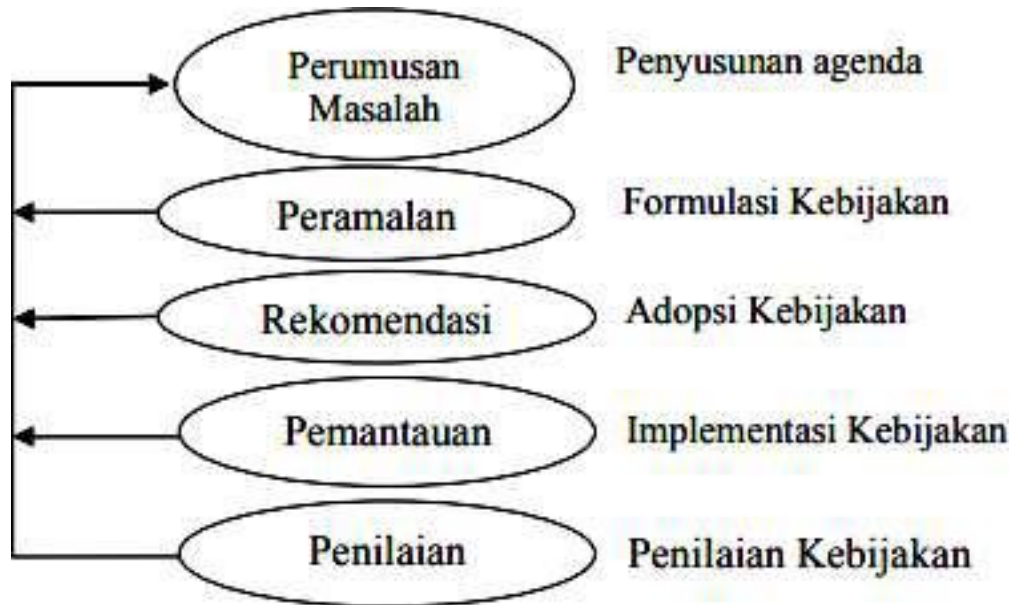 Perumusan
Masalah
Penyusunan agenda
Peramalan
Formulasi Kebijakan
Rekomendasi
Adopsi Kebijakan
Pemantauan
Implementasi Kebijakan
Penilaian
Penilaian Kebijakan